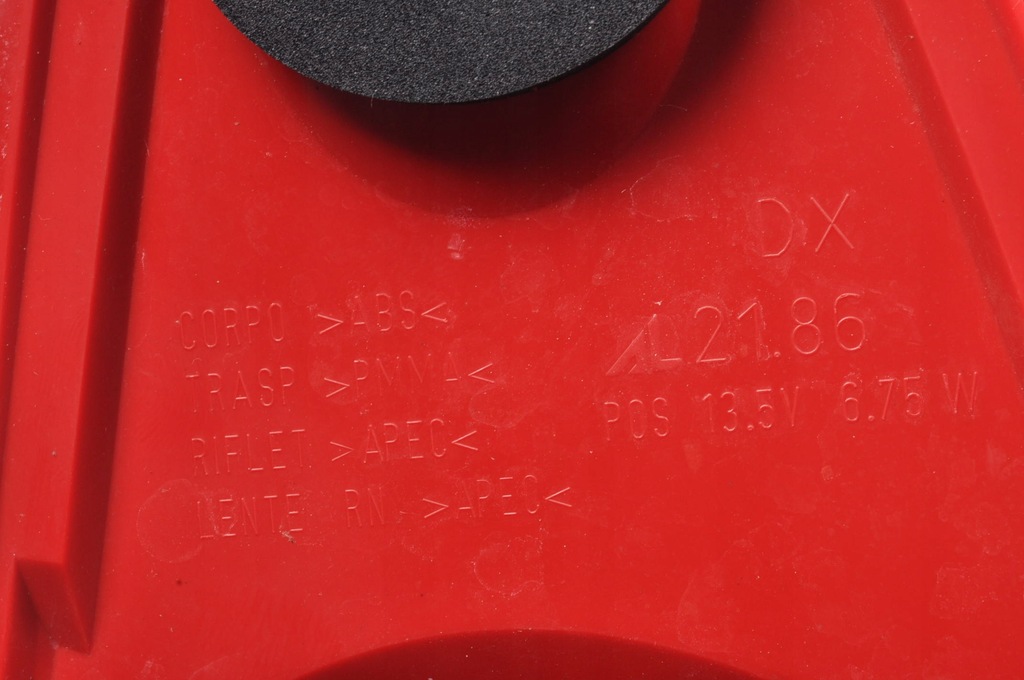 DX
CORPO >ABS<
21.86
TRASP >PMMA<
POS 13.5V 6.75 W
RIFLET >APEC<
LENTE RN. >APEC<